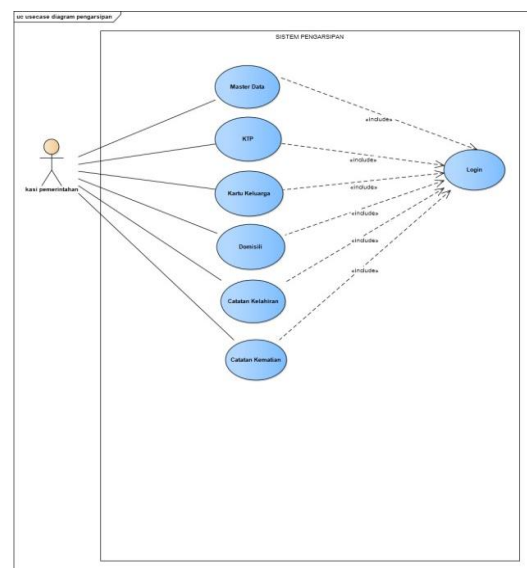 uc usecase diagram pengarsipan
SISTEM PENGARSIPAN
Master Data
«include»
KTP
«include»
Login
kasi pemerintahan
Kartu Keluarga
«include»
Domisili
«include»
«include»
Catatan Kelahiran
«include»
Catatan Kematian